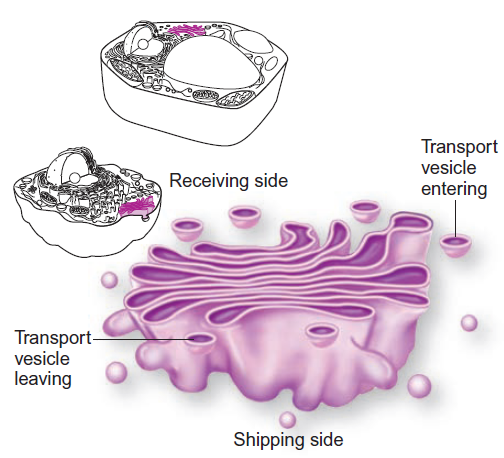 Receiving side
Transport
vesicle
entering
Transport
vesicle
leaving
Shipping side